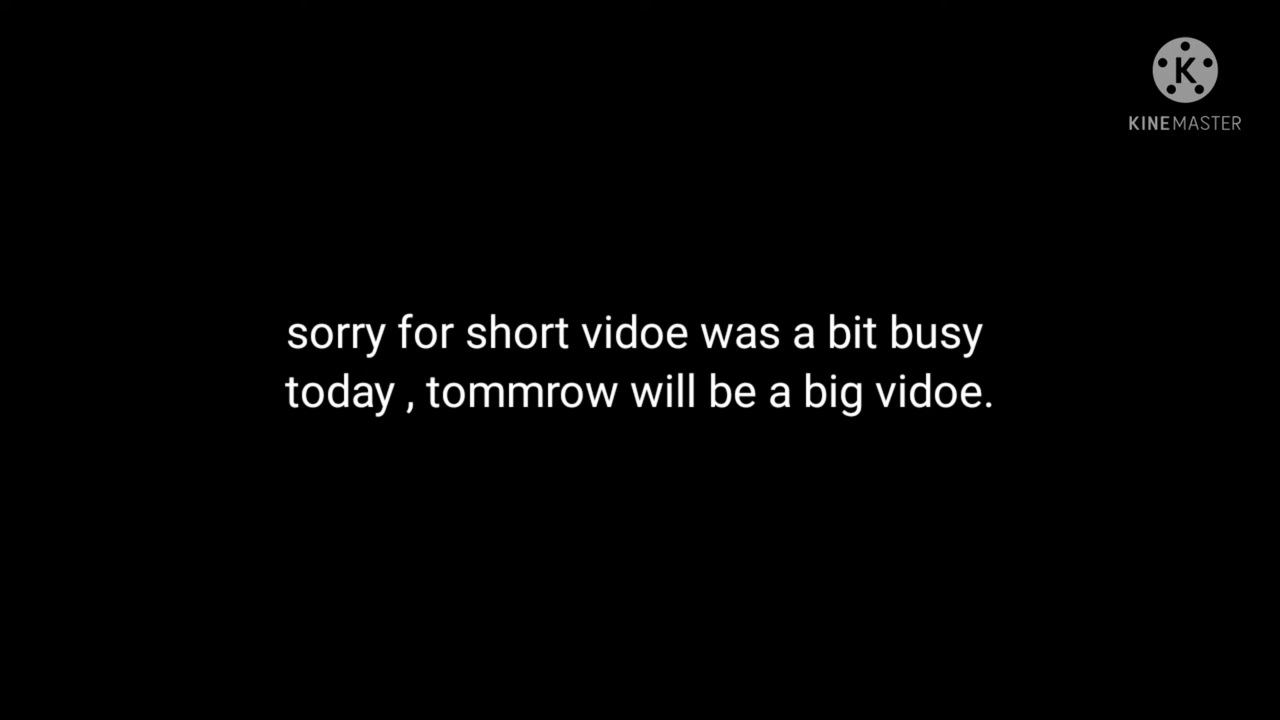 K
KINEMASTER
sorry for short vidoe was a bit busy
today , tommrow will be a big vidoe.